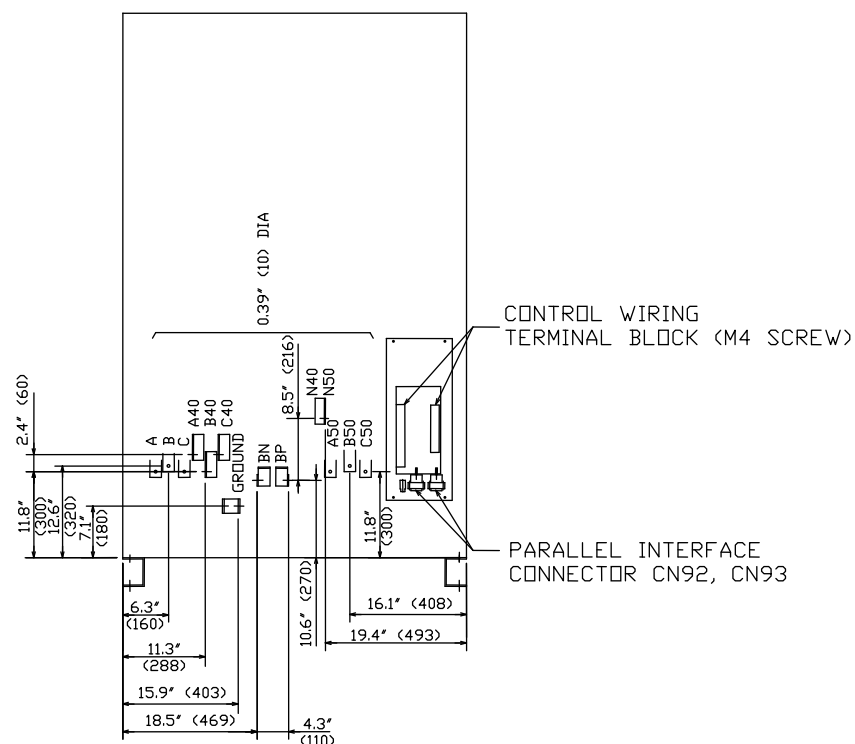 0.39" (10) DIA
CONTROL WIRING
TERMINAL BLOCK (M4 SCREW)
8.5" (216)
N40
N50
2.4" (60)
A
B
C
A40
B40
C40
GROUND
BN
BP
A50
B50
C50
11.8"
(300)
12.6"
(320)
7.1"
(180)
11.8"
(300)
PARALLEL INTERFACE
CONNECTOR CN92, CN93
10.6" (270)
6.3"
(160)
16.1" (408)
19.4" (493)
11.3"
(288)
15.9" (403)
18.5" (469)
4.3"
(110)